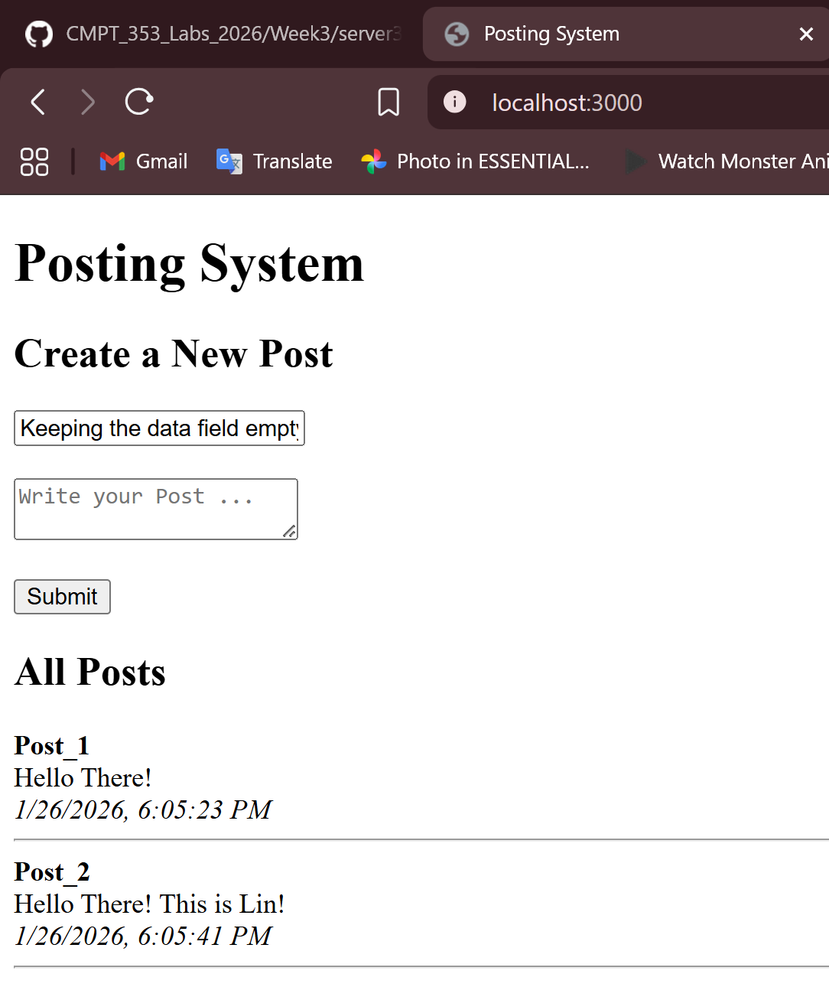 CMPT_353_Labs_2026/Week3/server3
Posting System
localhost:3000
Gmail
Translate
Photo in ESSENTIAL...
Watch Monster Ani
Posting System
Create a New Post
Keeping the data field empty
Write your Post ...
Submit
All Posts
Post_1
Hello There!
1/26/2026, 6:05:23 PM
Post_2
Hello There! This is Lin!
1/26/2026, 6:05:41 PM